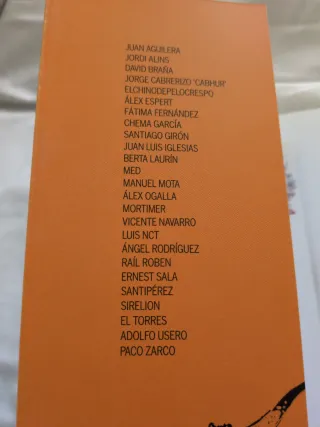 JUAN AGUILERA
JORDI ALINS
DAVID BRAÑA
JORGE CABRERIZO 'CABHUR'
ELCHINODEPELOCRESPO
ÁLEX ESPERT
FÁTIMA FERNÁNDEZ
CHEMA GARCÍA
SANTIAGO GIRÓN
JUAN LUIS IGLESIAS
BERTA LAURÍN
MED
MANUEL MOTA
ÁLEX OGALLA
MORTIMER
VICENTE NAVARRO
LUIS NCT
ÁNGEL RODRÍGUEZ
RAÍL ROBEN
ERNEST SALA
SANTIPÉREZ
SIRELION
EL TORRES
ADOLFO USERO
PACO ZARCO